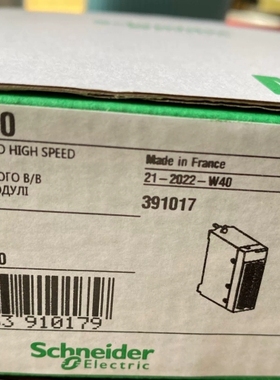 0
D HIGH SPEED
Made in France
ОГО В/В
21-2022-W40
ОДУЛІ
391017
0
3 910179
Schneider
Electric